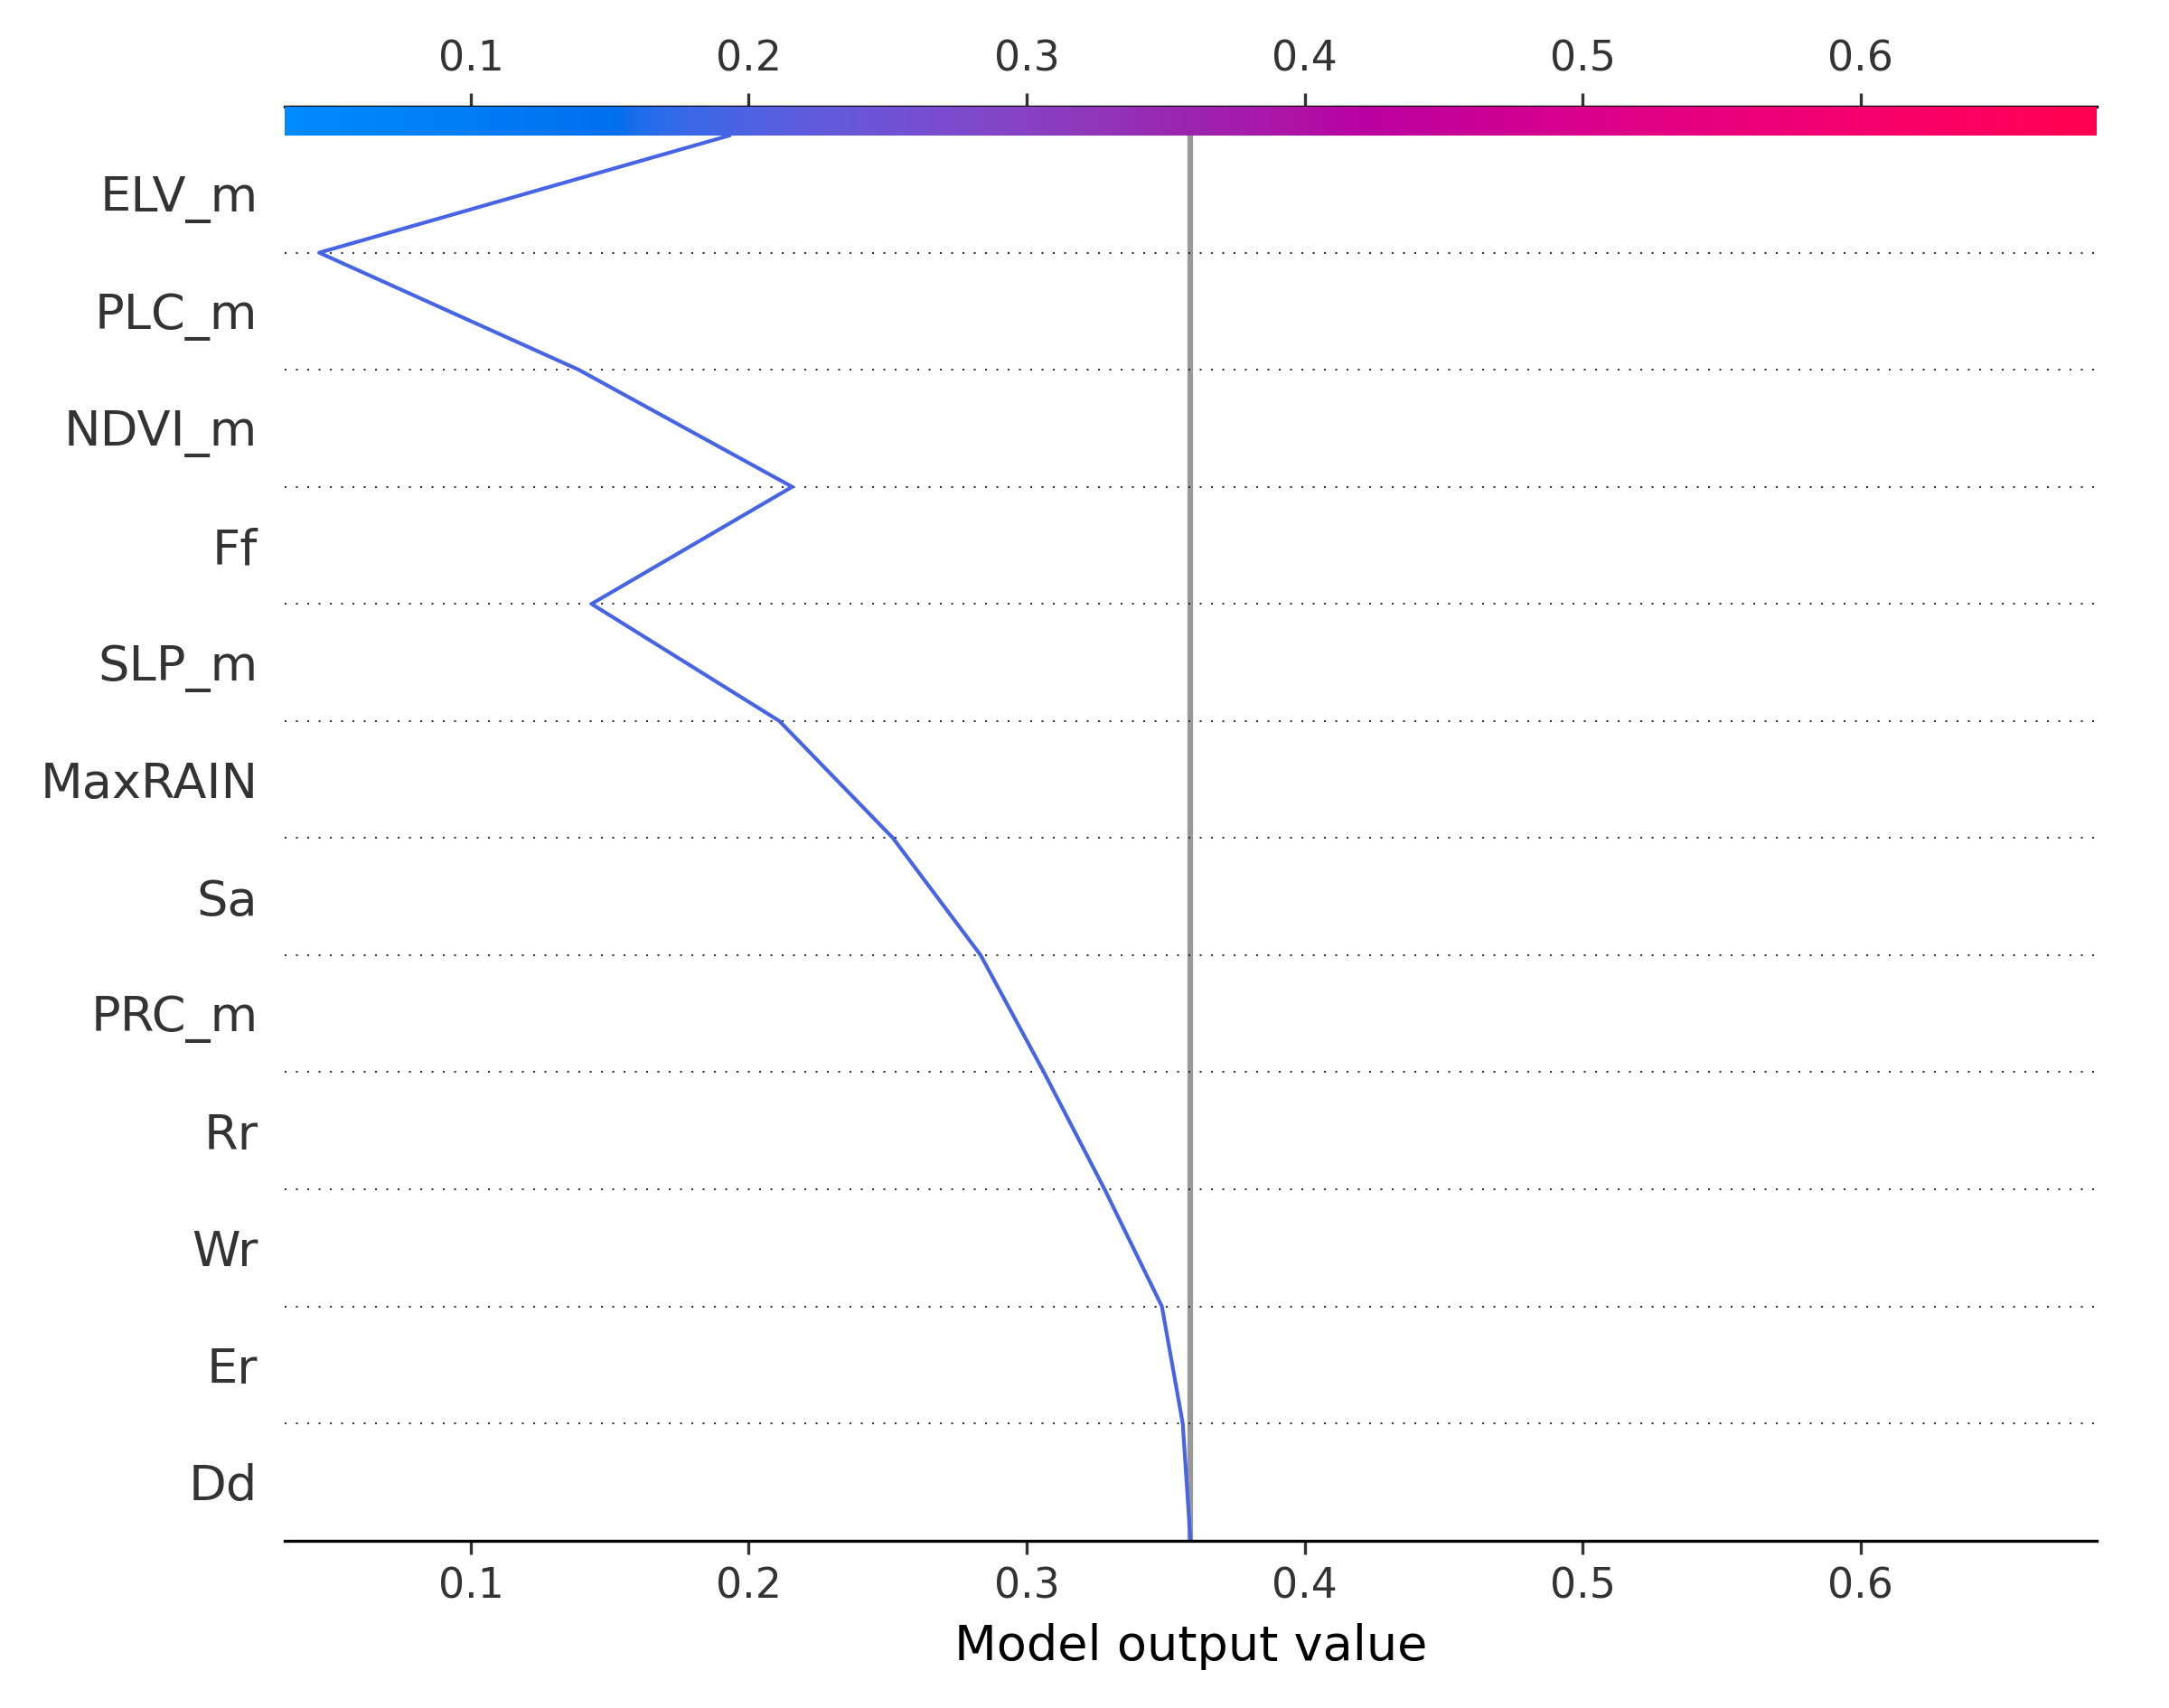 0.1 0.2 0.3 0.4 0.5 0.6
ELV_m
PLC_m
NDVI_m
Ff
SLP_m
MaxRAIN
Sa
PRC_m
Rr
Wr
Er
Dd
0.1 0.2 0.3 0.4 0.5 0.6
Model output value